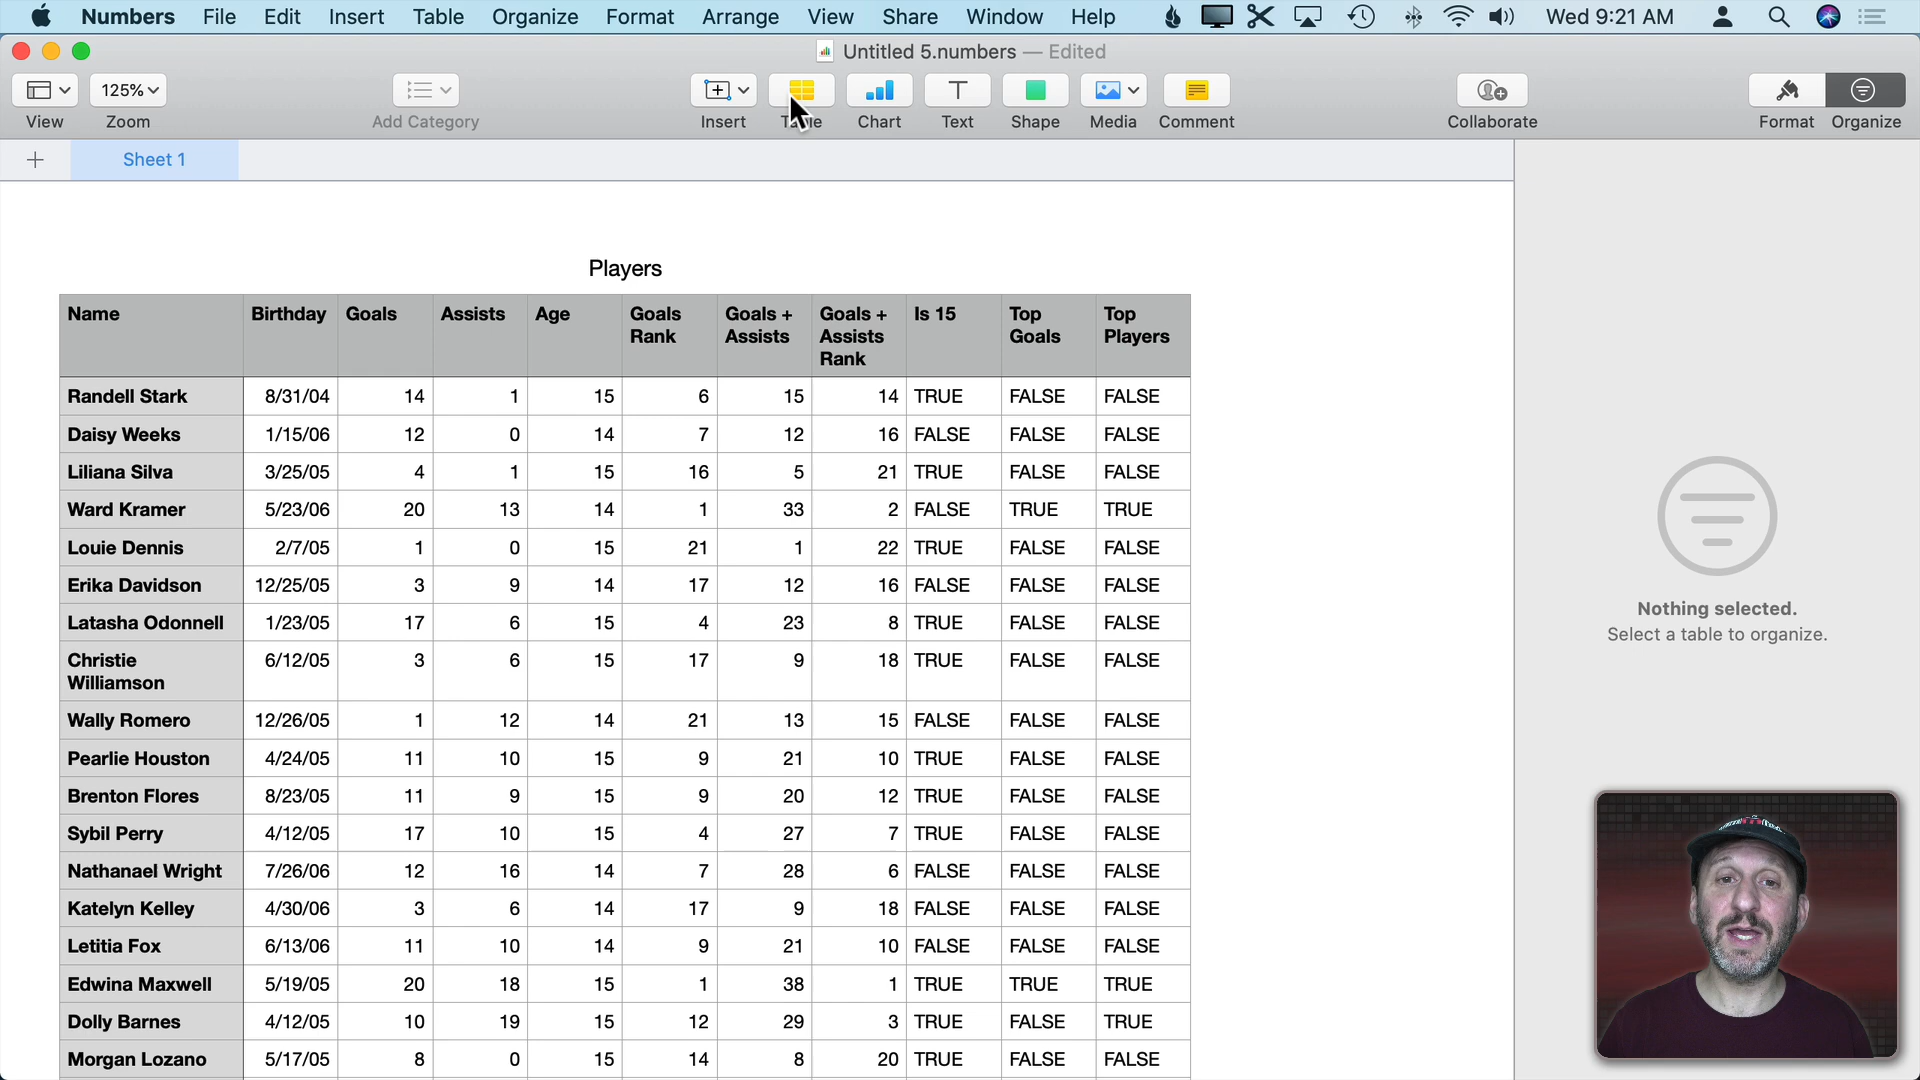 Numbers File Edit Insert Table Organize Format Arrange View Share Window Help Wed 9:21 AM
Untitled 5.numbers — Edited
125%
View Zoom Add Category Insert Chart Text Shape Media Comment Collaborate Format Organize
Sheet 1
Players
Name Birthday Goals Assists Age Goals Rank Goals + Assists Goals + Assists Rank Is 15 Top Goals Top Players
Randell Stark 8/31/04 14 1 15 6 15 14 TRUE FALSE FALSE
Daisy Weeks 1/15/06 12 0 14 7 12 16 FALSE FALSE FALSE
Liliana Silva 3/25/05 4 1 15 16 5 21 TRUE FALSE FALSE
Ward Kramer 5/23/06 20 13 14 1 33 2 FALSE TRUE TRUE
Louie Dennis 2/7/05 1 0 15 21 1 22 TRUE FALSE FALSE
Erika Davidson 12/25/05 3 9 14 17 12 16 FALSE FALSE FALSE
Latasha Odonnell 1/23/05 17 6 15 4 23 8 TRUE FALSE FALSE
Christie Williamson 6/12/05 3 6 15 17 9 18 TRUE FALSE FALSE
Wally Romero 12/26/05 1 12 14 21 13 15 FALSE FALSE FALSE
Pearlie Houston 4/24/05 11 10 15 9 21 10 TRUE FALSE FALSE
Brenton Flores 8/23/05 11 9 15 9 20 12 TRUE FALSE FALSE
Sybil Perry 4/12/05 17 10 15 4 27 7 TRUE FALSE FALSE
Nathanael Wright 7/26/06 12 16 14 7 28 6 FALSE FALSE FALSE
Katelyn Kelley 4/30/06 3 6 14 17 9 18 FALSE FALSE FALSE
Letitia Fox 6/13/06 11 10 14 9 21 10 FALSE FALSE FALSE
Edwina Maxwell 5/19/05 20 18 15 1 38 1 TRUE TRUE TRUE
Dolly Barnes 4/12/05 10 19 15 12 29 3 TRUE FALSE TRUE
Morgan Lozano 5/17/05 8 0 15 14 8 20 TRUE FALSE FALSE
Nothing selected.
Select a table to organize.